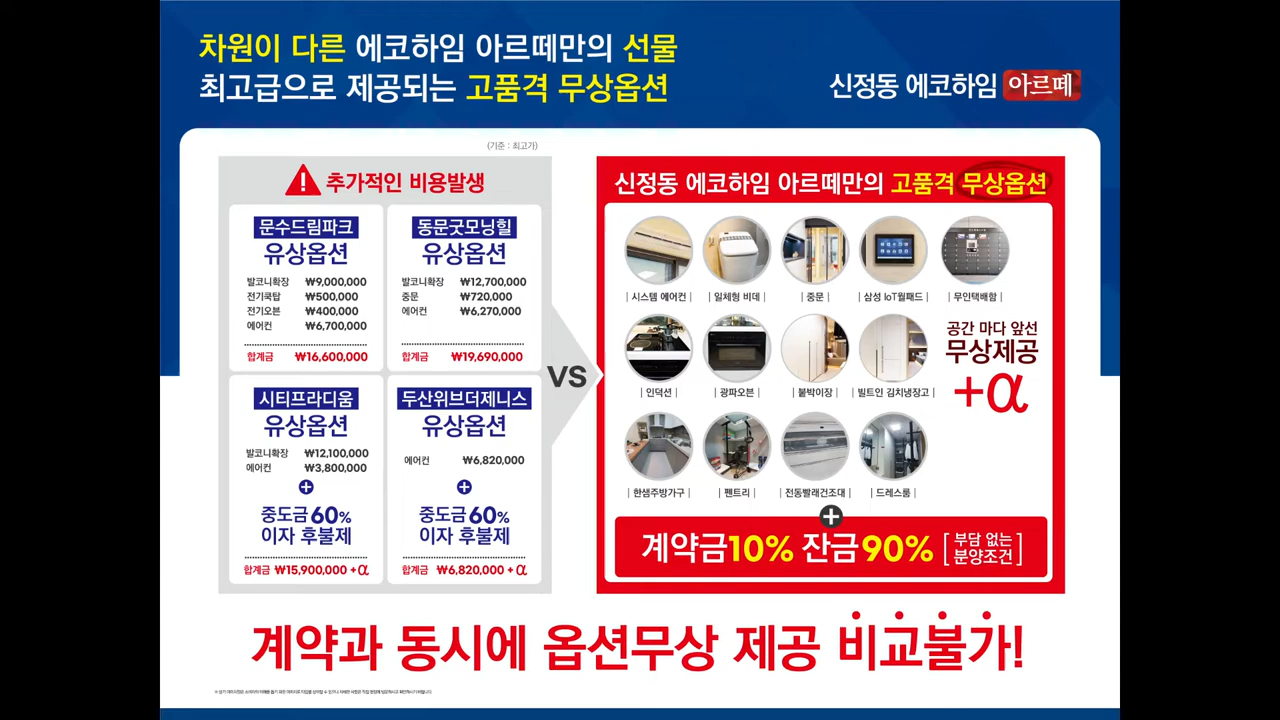 차원이 다른 에코하임 아르떼만의 선물
최고급으로 제공되는 고품격 무상옵션
신정동 에코하임 아르떼
(기준 : 최고가)
추가적인 비용발생
문수드림파크
유상옵션
발코니확장 ₩9,000,000
전기쿡탑 ₩500,000
전기오븐 ₩400,000
에어컨 ₩6,700,000
합계금 ₩16,600,000
동문굿모닝힐
유상옵션
발코니확장 ₩12,700,000
중문 ₩720,000
에어컨 ₩6,270,000
합계금 ₩19,690,000
시티프라디움
유상옵션
발코니확장 ₩12,100,000
에어컨 ₩3,800,000
+
중도금 60%
이자 후불제
합계금 ₩15,900,000 +α
두산위브더제니스
유상옵션
에어컨 ₩6,820,000
+
중도금 60%
이자 후불제
합계금 ₩6,820,000 +α
VS
신정동 에코하임 아르떼만의 고품격 무상옵션
| 시스템 에어컨 | | 일체형 비데 | | 중문 | | 삼성 IoT월패드 | | 무인택배함 |
| 인덕션 | | 광파오븐 | | 붙박이장 | | 빌트인 김치냉장고 |
공간 마다 앞선
무상제공
+α
| 한샘주방가구 | | 펜트리 | | 전동빨래건조대 | | 드레스룸 |
+
계약금10% 잔금90% [부담 없는
분양조건]
계약과 동시에 옵션무상 제공 비교불가!